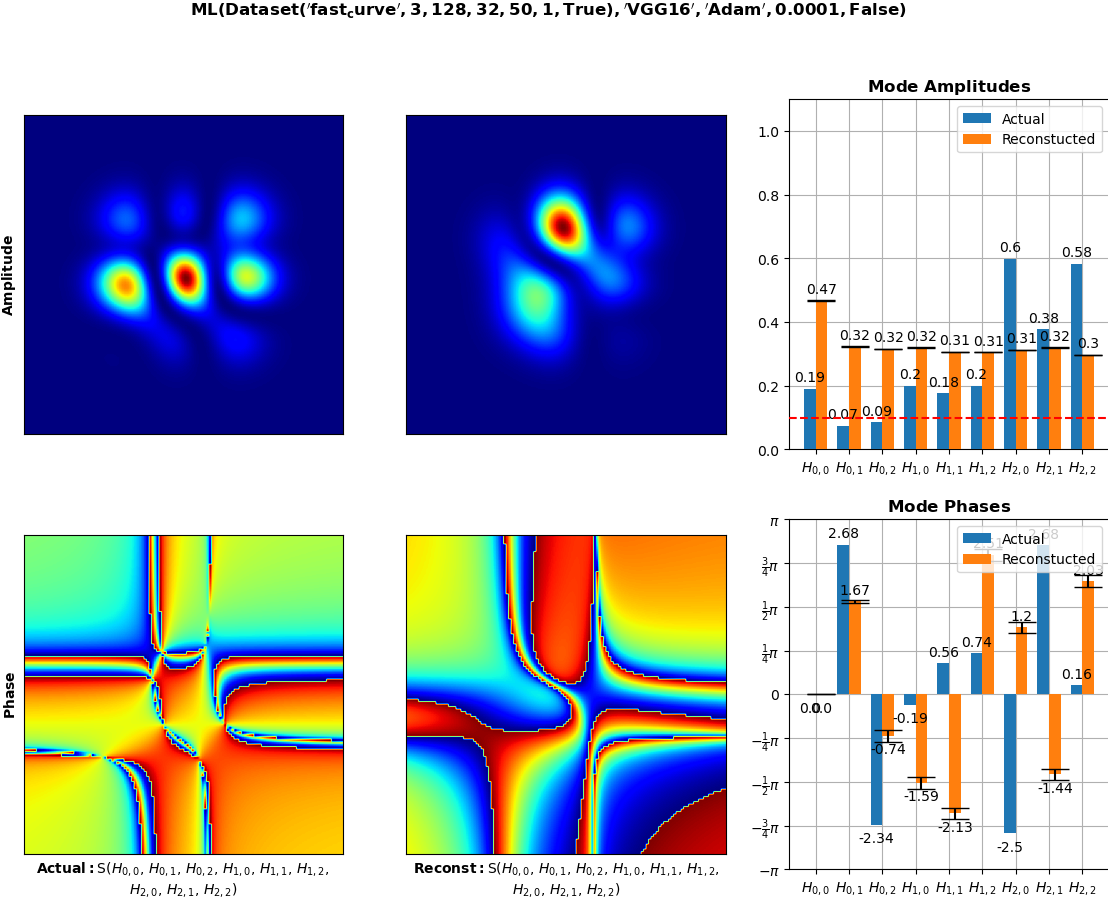 ML(Dataset('fast_curve', 3, 128, 32, 50, 1, True), 'VGG16', 'Adam', 0.0001, False)
Amplitude
Mode Amplitudes
Actual
Reconstucted
1.0
0.8
0.6
0.4
0.2
0.0
0.19
0.47
0.07
0.32
0.09
0.32
0.2
0.32
0.18
0.31
0.2
0.31
0.6
0.31
0.38
0.32
0.58
0.3
H0,0 H0,1 H0,2 H1,0 H1,1 H1,2 H2,0 H2,1 H2,2
Phase
Mode Phases
Actual
Reconstucted
π
3/4π
1/2π
1/4π
0
−1/4π
−1/2π
−3/4π
−π
0.0
0.0
2.68
1.67
-2.34
-0.74
-0.19
-1.59
0.56
-2.13
0.74
-2.5
1.2
2.68
-1.44
0.16
2.03
H0,0 H0,1 H0,2 H1,0 H1,1 H1,2 H2,0 H2,1 H2,2
Actual: S(H0,0, H0,1, H0,2, H1,0, H1,1, H1,2,
H2,0, H2,1, H2,2)
Reconst: S(H0,0, H0,1, H0,2, H1,0, H1,1, H1,2,
H2,0, H2,1, H2,2)